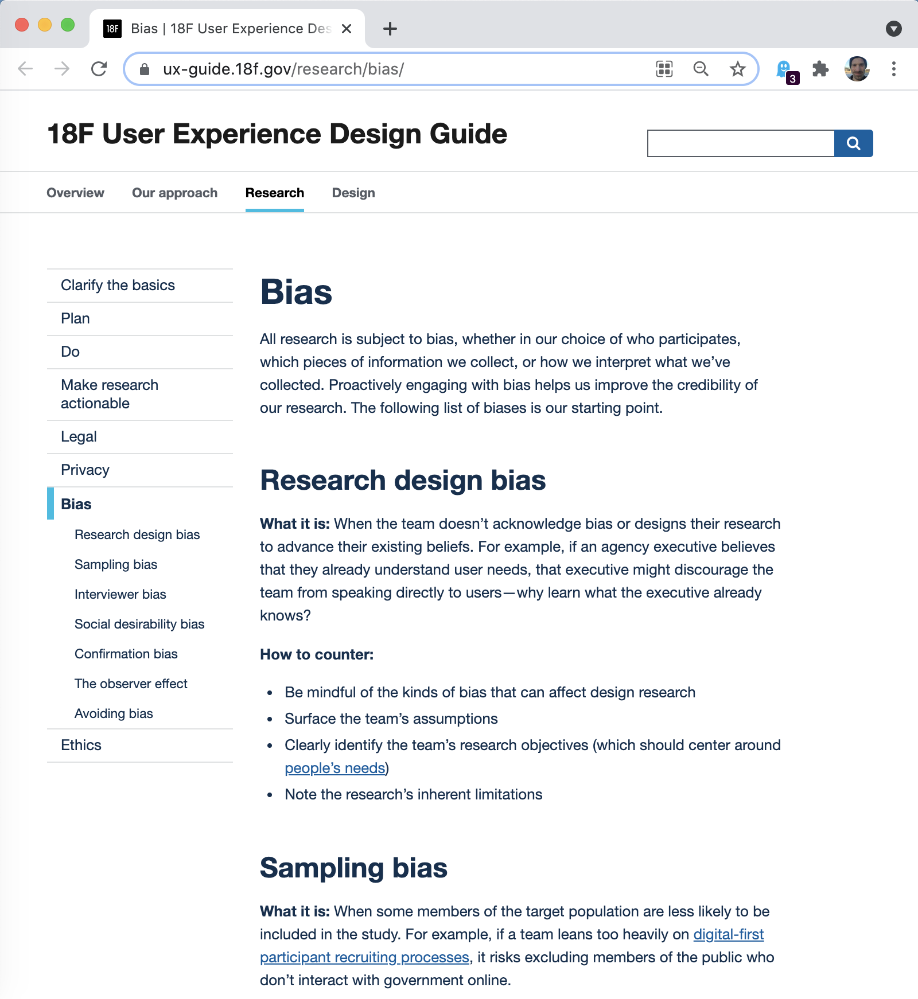 18F
Bias | 18F User Experience Des
ux-guide.18f.gov/research/bias/
3
18F User Experience Design Guide
Overview
Our approach
Research
Design
Clarify the basics
Plan
Do
Make research
actionable
Legal
Privacy
Bias
Research design bias
Sampling bias
Interviewer bias
Social desirability bias
Confirmation bias
The observer effect
Avoiding bias
Ethics
Bias
All research is subject to bias, whether in our choice of who participates,
which pieces of information we collect, or how we interpret what we’ve
collected. Proactively engaging with bias helps us improve the credibility of
our research. The following list of biases is our starting point.
Research design bias
What it is: When the team doesn’t acknowledge bias or designs their research
to advance their existing beliefs. For example, if an agency executive believes
that they already understand user needs, that executive might discourage the
team from speaking directly to users—why learn what the executive already
knows?
How to counter:
• Be mindful of the kinds of bias that can affect design research
• Surface the team’s assumptions
• Clearly identify the team’s research objectives (which should center around
people’s needs)
• Note the research’s inherent limitations
Sampling bias
What it is: When some members of the target population are less likely to be
included in the study. For example, if a team leans too heavily on digital-first
participant recruiting processes, it risks excluding members of the public who
don’t interact with government online.